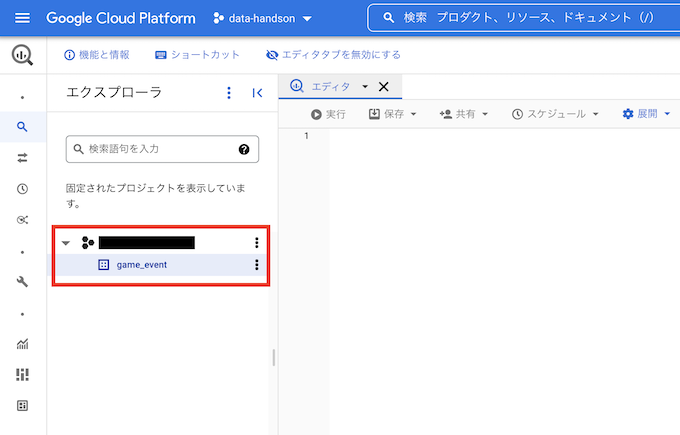 Google Cloud Platform data-handson 検索 プロダクト、リソース、ドキュメント (/)
機能と情報 ショートカット エディタタブを無効にする
エクスプローラ
エディタ
実行 保存 共有 スケジュール 展開
検索語句を入力
1
固定されたプロジェクトを表示していま
す。
game_event